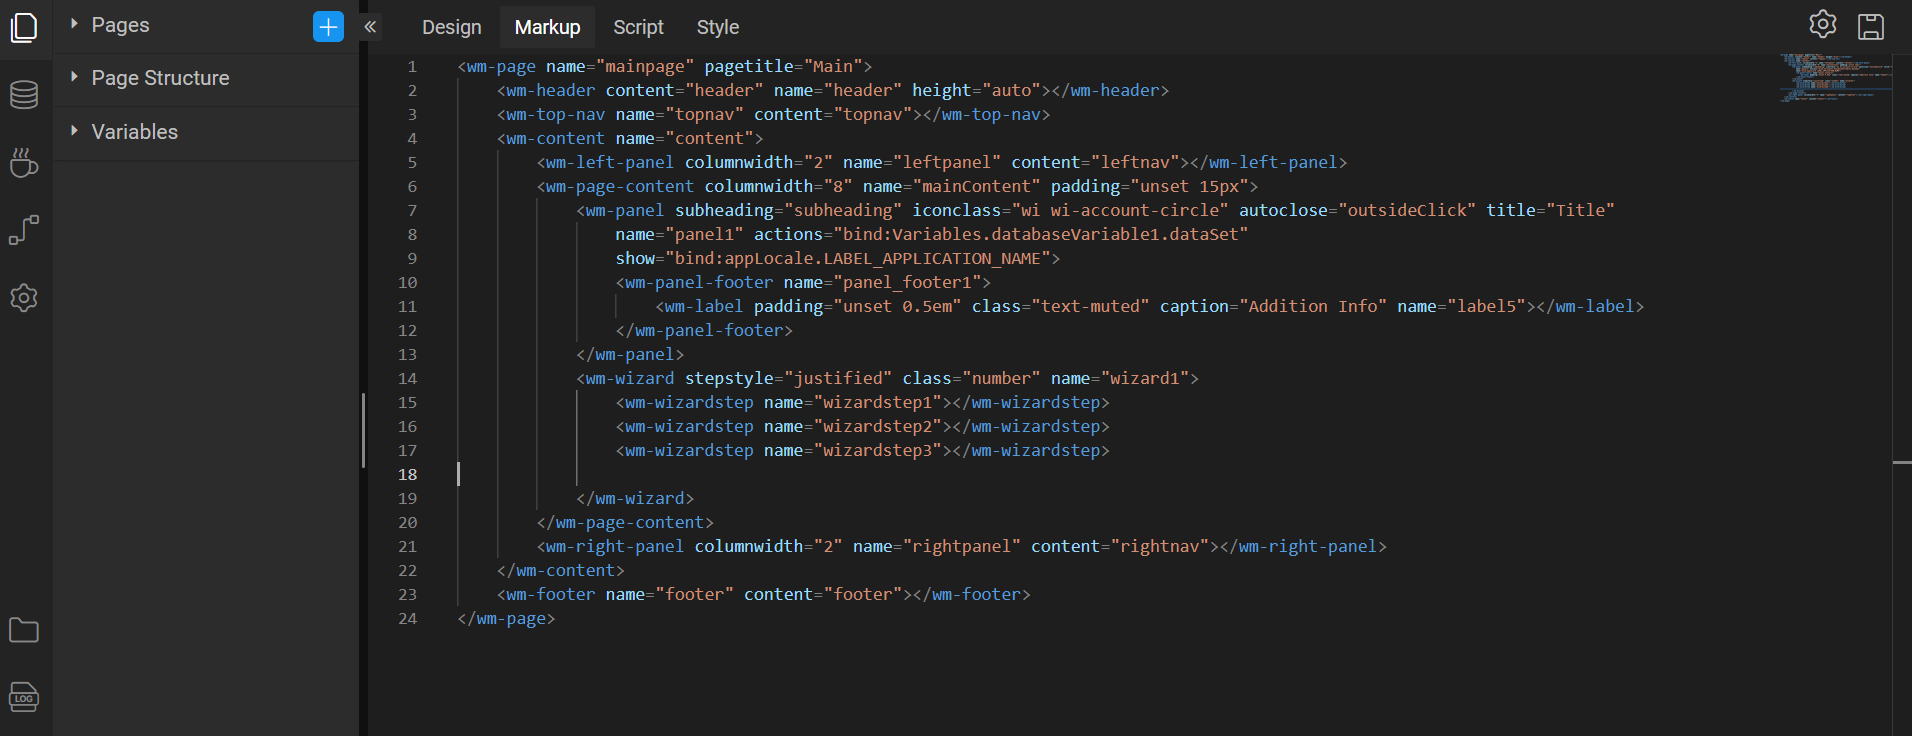 Pages
Page Structure
Variables
LOG
Design Markup Script Style
1 <wm-page name="mainpage" pagetitle="Main">
2 <wm-header content="header" name="header" height="auto"></wm-header>
3 <wm-top-nav name="topnav" content="topnav"></wm-top-nav>
4 <wm-content name="content">
5 <wm-left-panel columnwidth="2" name="leftpanel" content="leftnav"></wm-left-panel>
6 <wm-page-content columnwidth="8" name="mainContent" padding="unset 15px">
7 <wm-panel subheading="subheading" iconclass="wi wi-account-circle" autoclose="outsideClick" title="Title"
8 name="panel1" actions="bind:Variables.databaseVariable1.dataSet"
9 show="bind:appLocale.LABEL_APPLICATION_NAME">
10 <wm-panel-footer name="panel_footer1">
11 <wm-label padding="unset 0.5em" class="text-muted" caption="Addition Info" name="label5"></wm-label>
12 </wm-panel-footer>
13 </wm-panel>
14 <wm-wizard stepstyle="justified" class="number" name="wizard1">
15 <wm-wizardstep name="wizardstep1"></wm-wizardstep>
16 <wm-wizardstep name="wizardstep2"></wm-wizardstep>
17 <wm-wizardstep name="wizardstep3"></wm-wizardstep>
18
19 </wm-wizard>
20 </wm-page-content>
21 <wm-right-panel columnwidth="2" name="rightpanel" content="rightnav"></wm-right-panel>
22 </wm-content>
23 <wm-footer name="footer" content="footer"></wm-footer>
24 </wm-page>